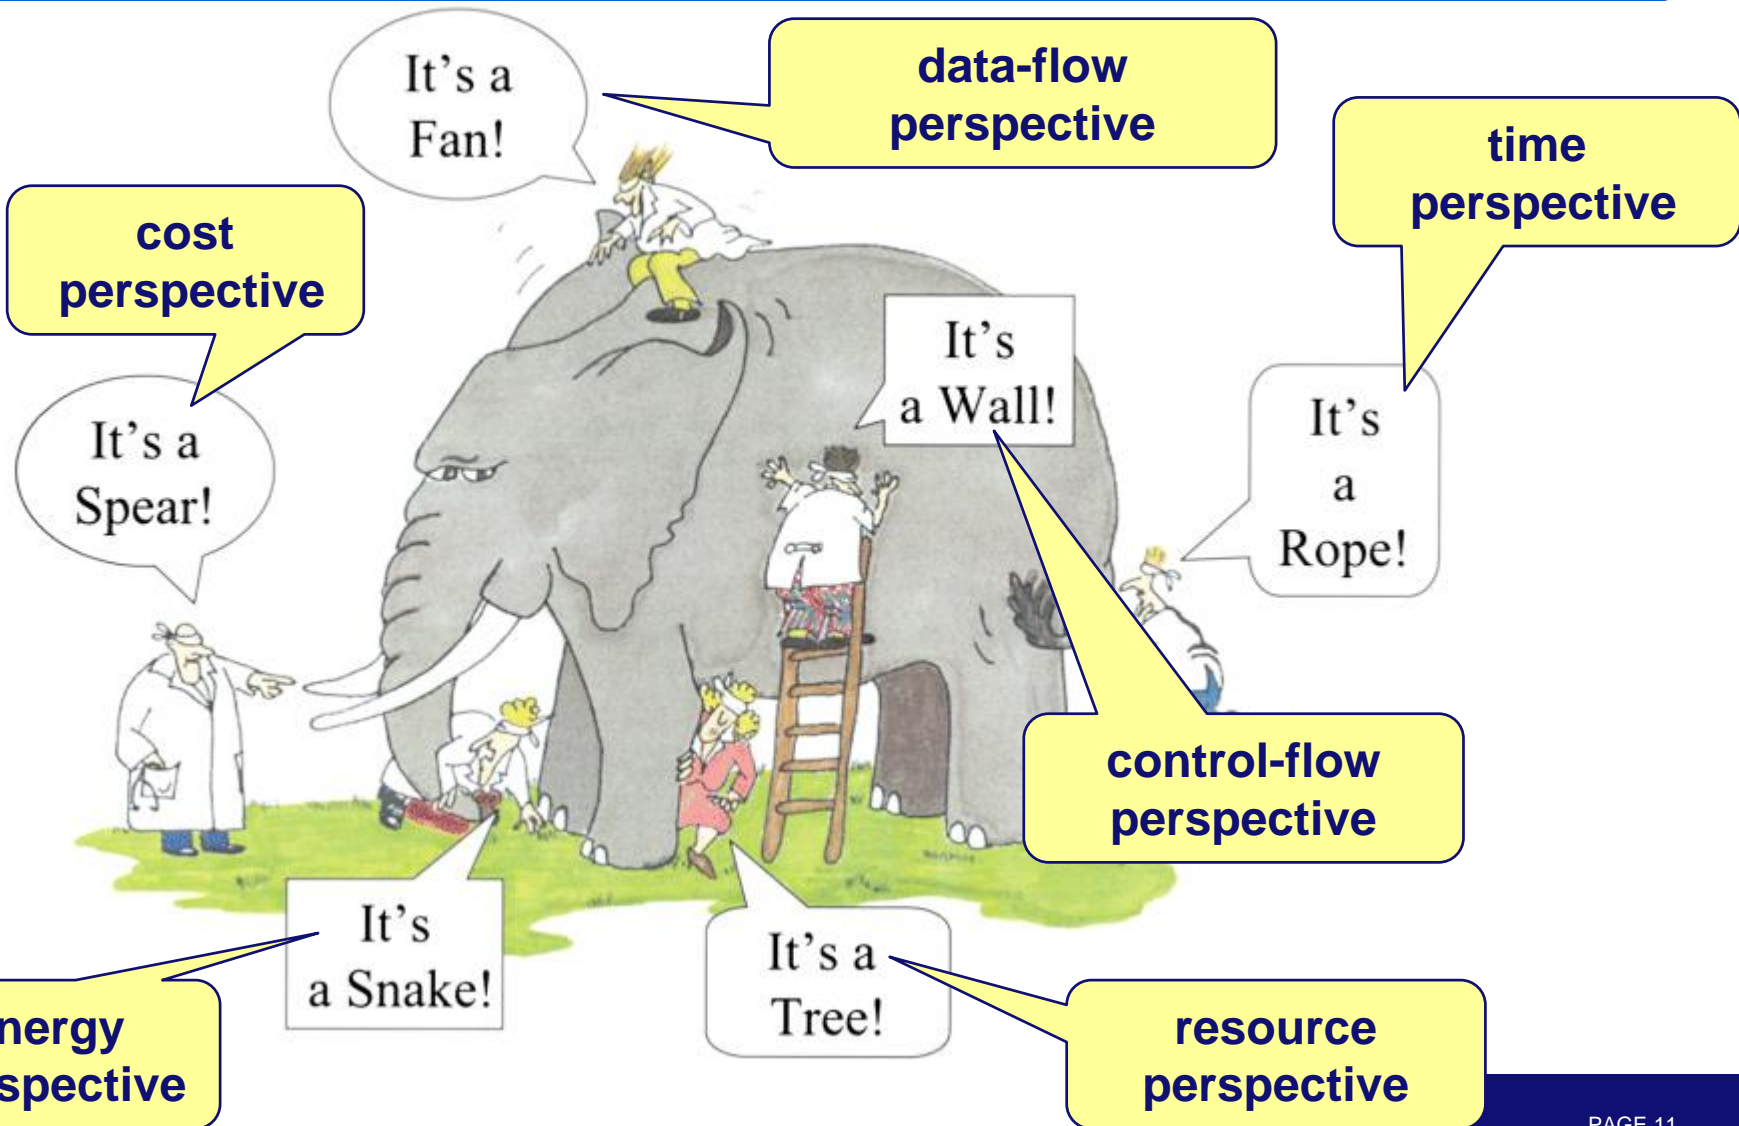 It's a
Fan!
data-flow
perspective
time
perspective
cost
perspective
It's
a Wall!
It's a
Spear!
It's
a
Rope!
control-flow
perspective
It's
a Snake!
It's a
Tree!
nergy
spective
resource
perspective
PAGE 11